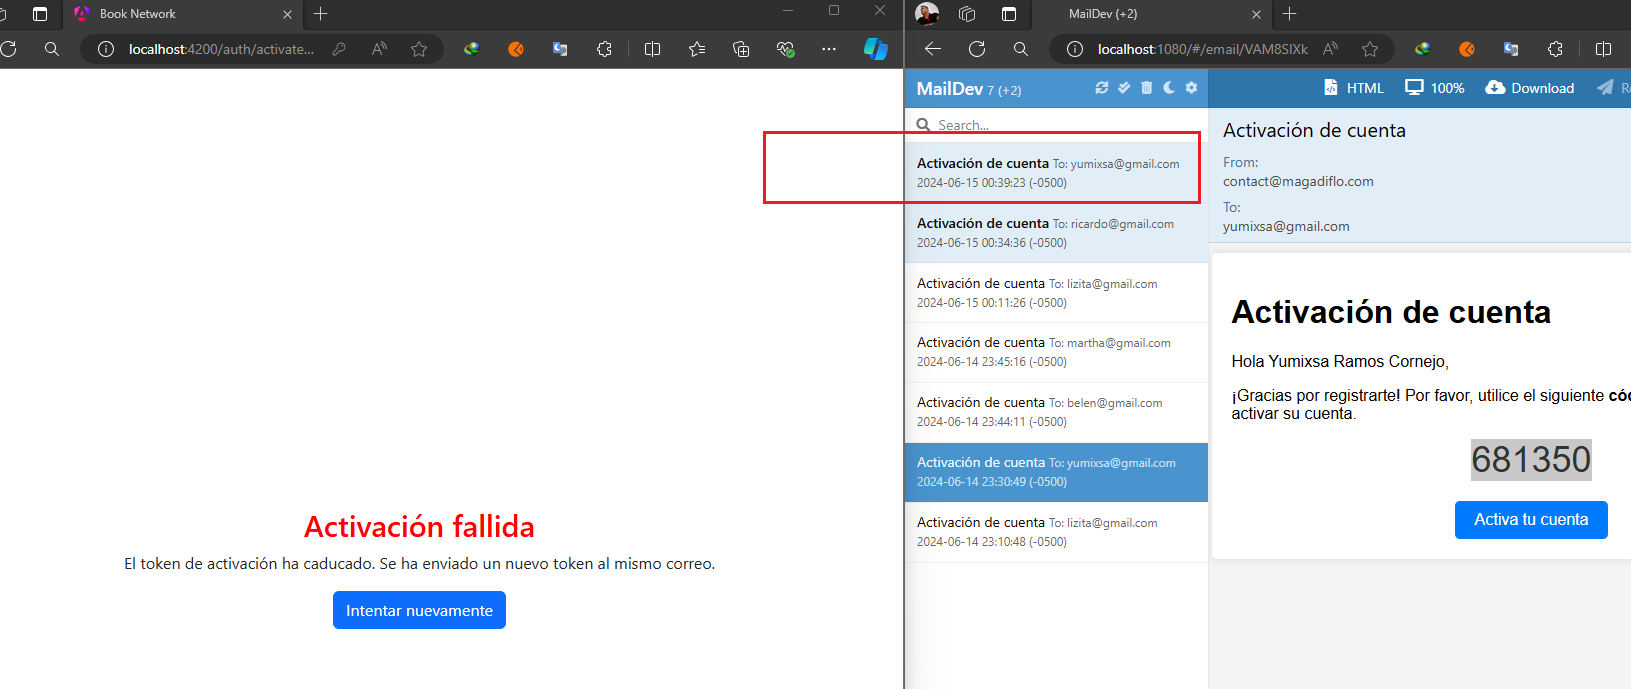 Book Network
localhost:4200/auth/activate...
Activación fallida
El token de activación ha caducado. Se ha enviado un nuevo token al mismo correo.
Intentar nuevamente
MailDev (+2)
localhost:1080/#/email/VAM8SlXk
MailDev 7 (+2)
HTML
100%
Download
Search...
Activación de cuenta To: yumixsa@gmail.com
2024-06-15 00:39:23 (-0500)
Activación de cuenta To: ricardo@gmail.com
2024-06-15 00:34:36 (-0500)
Activación de cuenta To: lizita@gmail.com
2024-06-15 00:11:26 (-0500)
Activación de cuenta To: martha@gmail.com
2024-06-14 23:45:16 (-0500)
Activación de cuenta To: belen@gmail.com
2024-06-14 23:44:11 (-0500)
Activación de cuenta To: yumixsa@gmail.com
2024-06-14 23:30:49 (-0500)
Activación de cuenta To: lizita@gmail.com
2024-06-14 23:10:48 (-0500)
Activación de cuenta
From:
contact@magadiflo.com
To:
yumixsa@gmail.com
Activación de cuenta
Hola Yumixsa Ramos Cornejo,
¡Gracias por registrarte! Por favor, utilice el siguiente
activar su cuenta.
681350
Activa tu cuenta